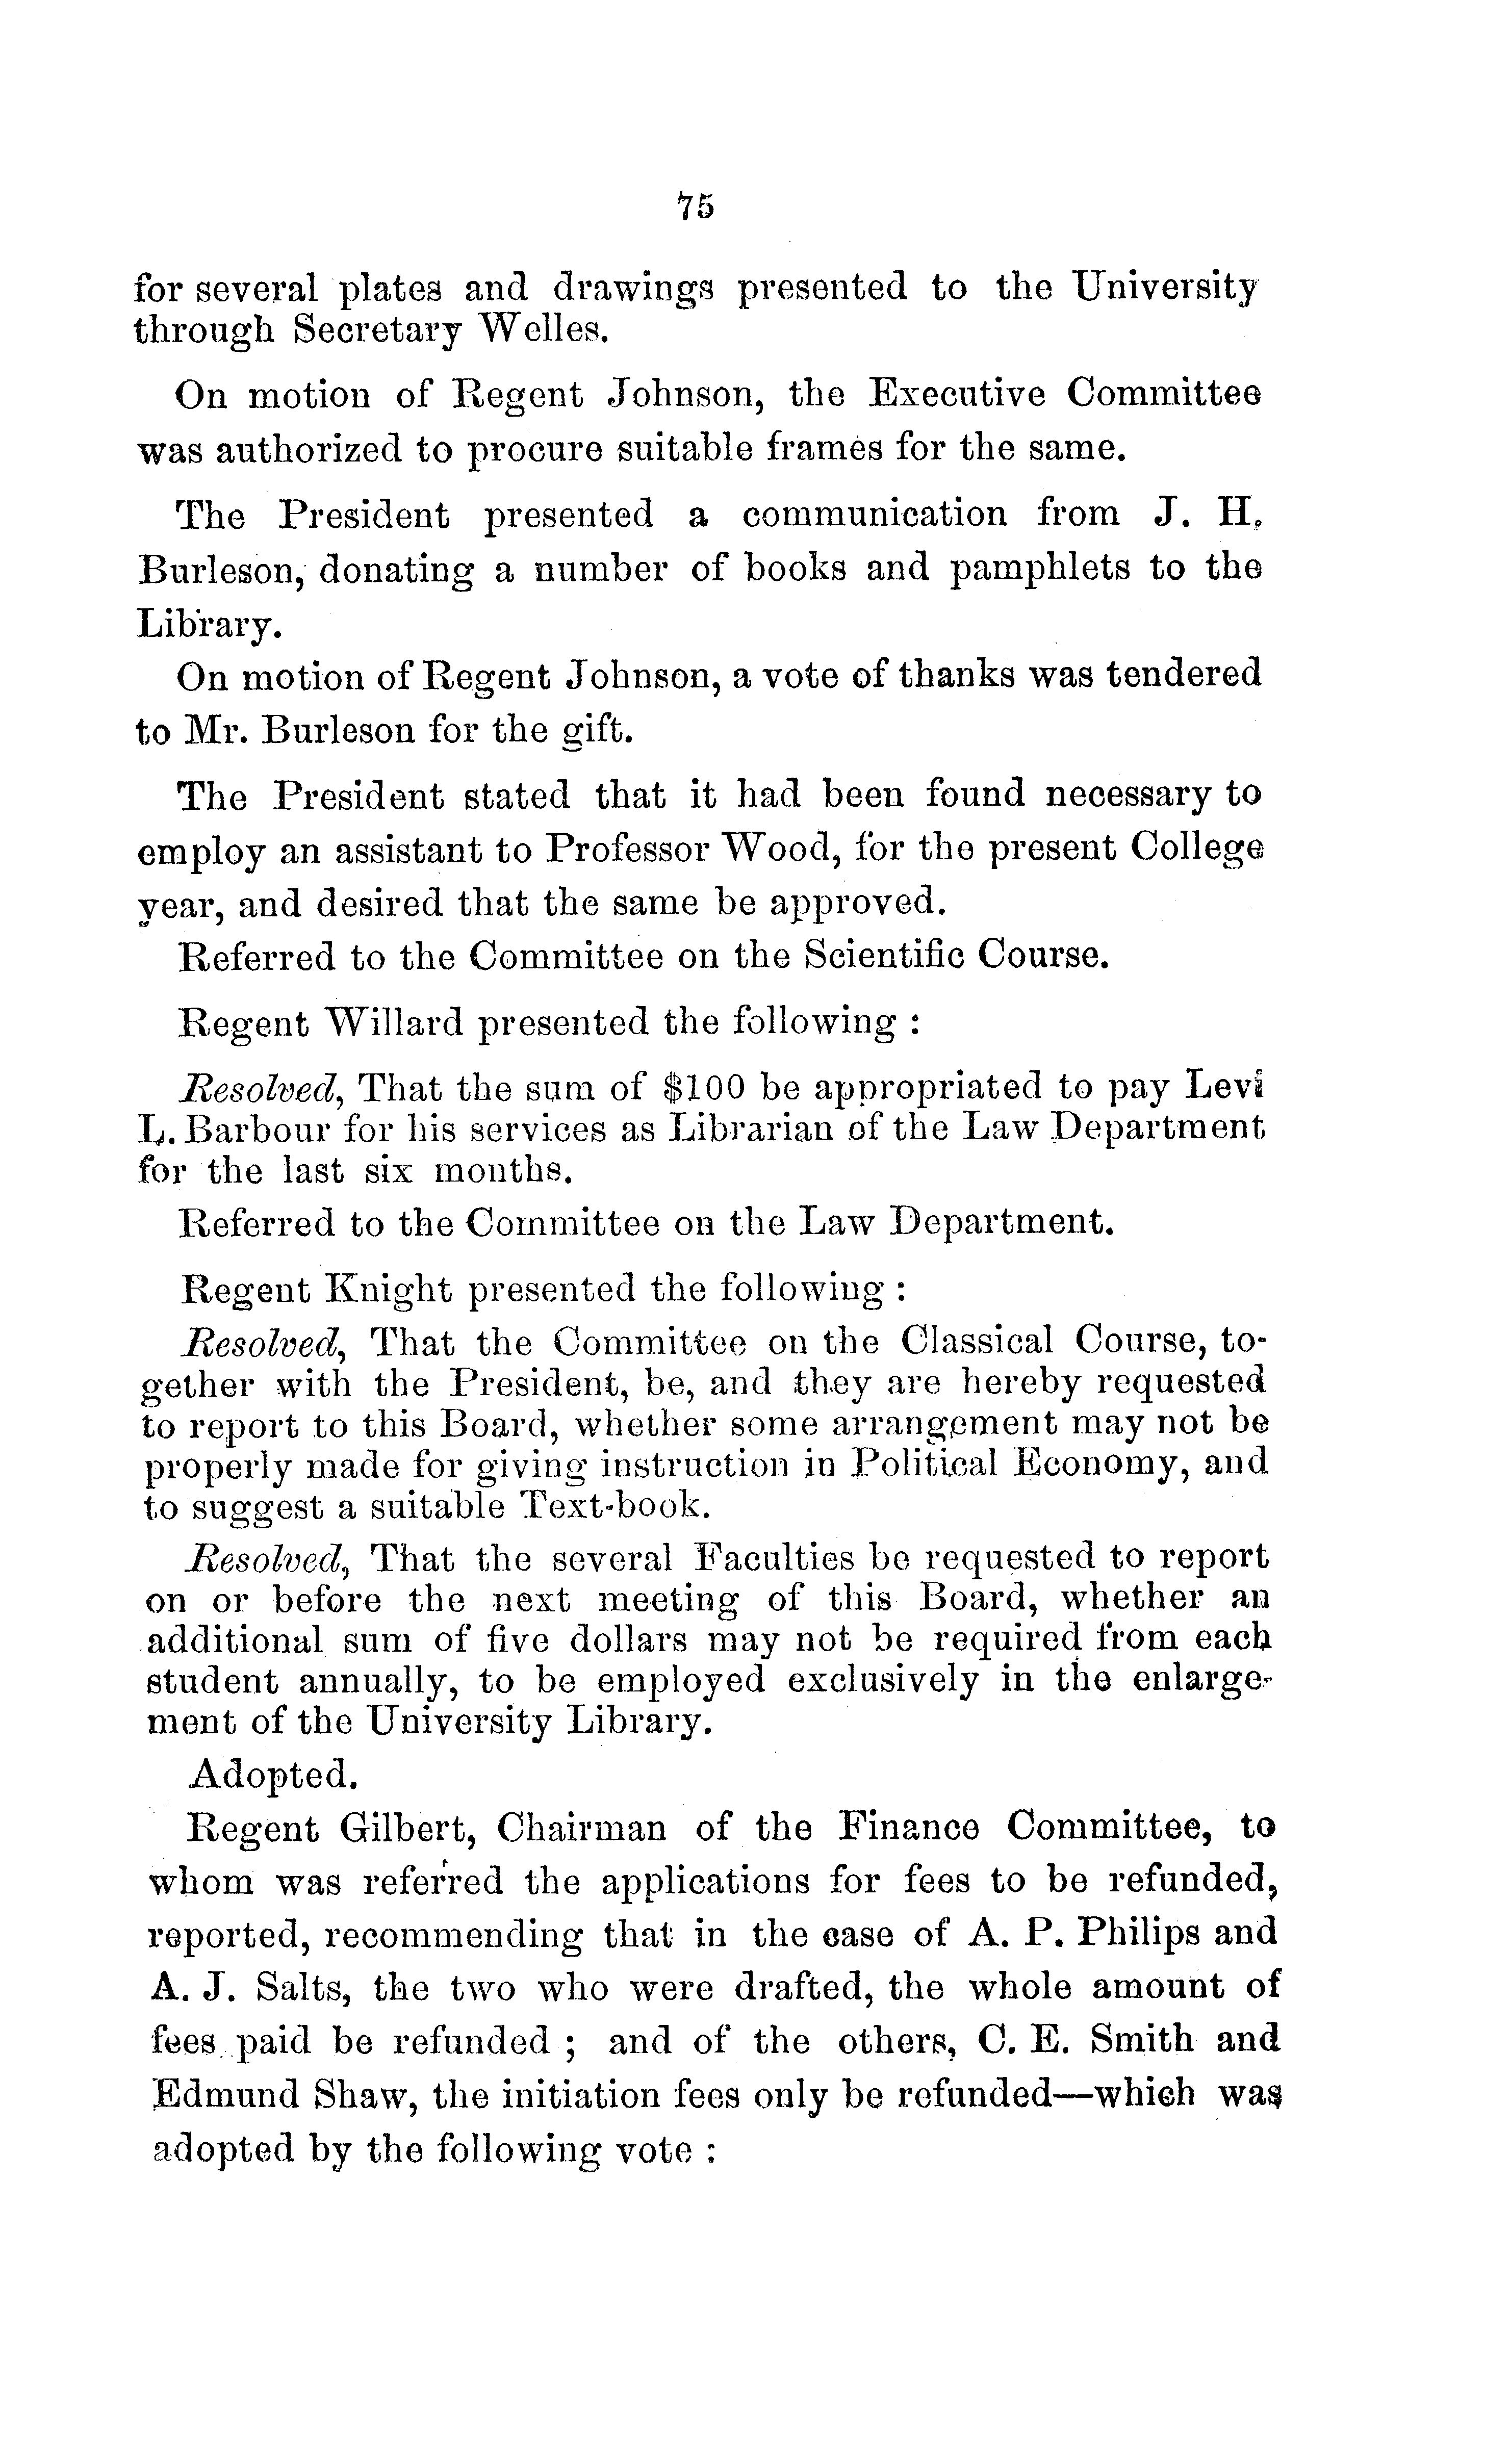 75
for several plates and drawings presented to the University
through Secretary Welles.
On motion of Regent Johnson, the Executive Committee
was authorized to procure suitable frames for the same.
The President presented a communication from J. H.
Burleson, donating a number of books and pamphlets to the
Library.
On motion of Regent Johnson, a vote of thanks was tendered
to Mr. Burleson for the gift.
The President stated that it had been found necessary to
employ an assistant to Professor Wood, for the present College
year, and desired that the same be approved.
Referred to the Committee on the Scientific Course.
Regent Willard presented the following :
Resolved, That the sum of $100 be appropriated to pay Levi
L. Barbour for his services as Librarian of the Law Department
for the last six months.
Referred to the Committee on the Law Department.
Regent Knight presented the following :
Resolved, That the Committee on the Classical Course, to-
gether with the President, be, and they are hereby requested
to report to this Board, whether some arrangement may not be
properly made for giving instruction in Political Economy, and
to suggest a suitable Text-book.
Resolved, That the several Faculties be requested to report
on or before the next meeting of this Board, whether an
additional sum of five dollars may not be required from each
student annually, to be employed exclusively in the enlarge-
ment of the University Library.
Adopted.
Regent Gilbert, Chairman of the Finance Committee, to
whom was referred the applications for fees to be refunded,
reported, recommending that in the case of A. P. Philips and
A. J. Salts, the two who were drafted, the whole amount of
fees paid be refunded ; and of the others, C. E. Smith and
Edmund Shaw, the initiation fees only be refunded—which was
adopted by the following vote :